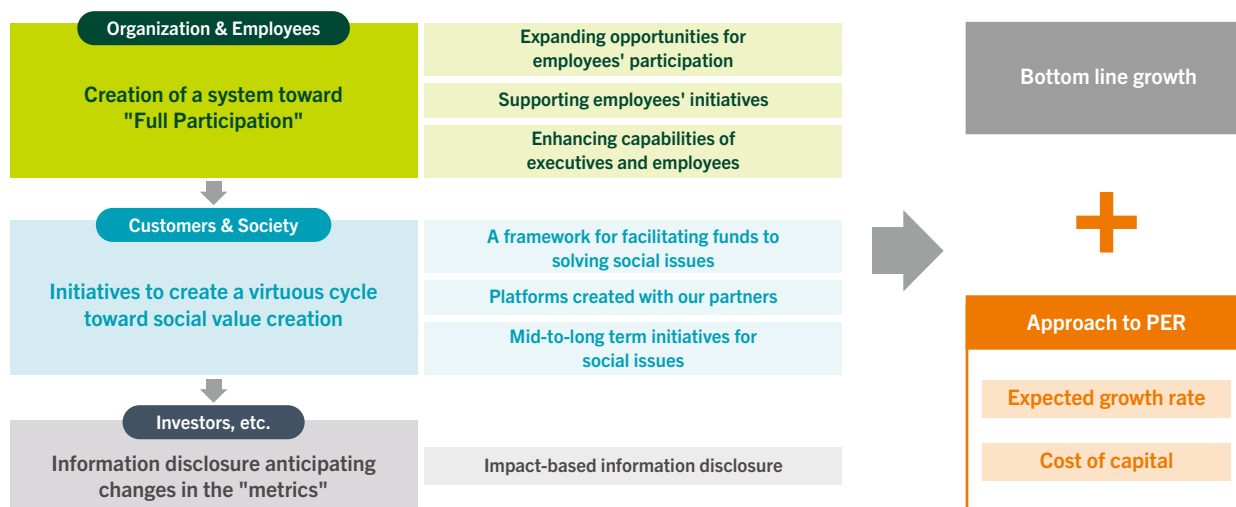 Organization & Employees
Creation of a system toward
"Full Participation"
Expanding opportunities for
employees' participation
Supporting employees' initiatives
Enhancing capabilities of
executives and employees
Customers & Society
Initiatives to create a virtuous cycle
toward social value creation
A framework for facilitating funds to
solving social issues
Platforms created with our partners
Mid-to-long term initiatives for
social issues
Investors, etc.
Information disclosure anticipating
changes in the "metrics"
Impact-based information disclosure
Bottom line growth
+
Approach to PER
Expected growth rate
Cost of capital